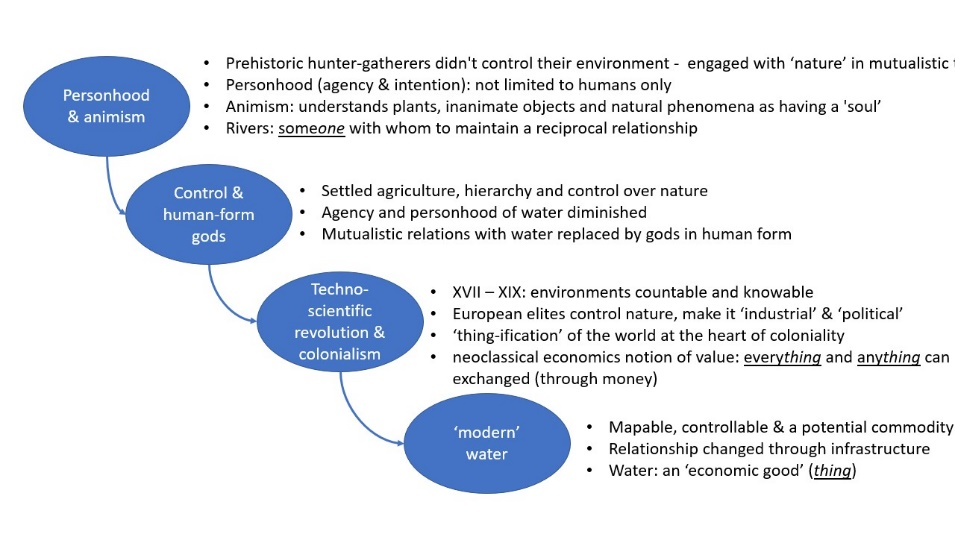 Personhood
& animism
• Prehistoric hunter-gatherers didn't control their environment - engaged with ‘nature’ in mutualistic
• Personhood (agency & intention): not limited to humans only
• Animism: understands plants, inanimate objects and natural phenomena as having a 'soul’
• Rivers: someone with whom to maintain a reciprocal relationship
Control &
human-form
gods
• Settled agriculture, hierarchy and control over nature
• Agency and personhood of water diminished
• Mutualistic relations with water replaced by gods in human form
Techno-
scientific
revolution &
colonialism
• XVII – XIX: environments countable and knowable
• European elites control nature, make it ‘industrial’ & ‘political’
• ‘thing-ification’ of the world at the heart of coloniality
• neoclassical economics notion of value: everything and anything can
exchanged (through money)
‘modern’
water
• Mapable, controllable & a potential commodity
• Relationship changed through infrastructure
• Water: an ‘economic good’ (thing)